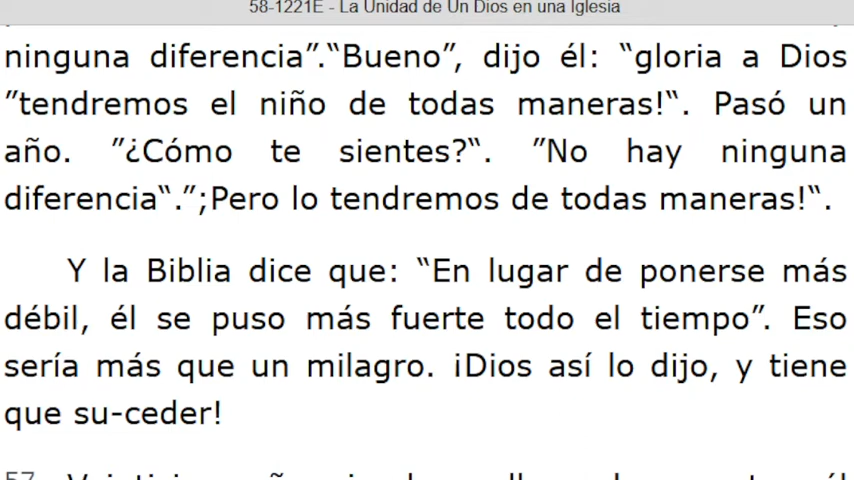 58-1221E - La Unidad de Un Dios en una Iglesia
ninguna diferencia”.“Bueno”, dijo él: “gloria a Dios
”tendremos el niño de todas maneras!“. Pasó un
año. ”¿Cómo te sientes?“. ”No hay ninguna
diferencia“.”;Pero lo tendremos de todas maneras!“.
Y la Biblia dice que: “En lugar de ponerse más
débil, él se puso más fuerte todo el tiempo”. Eso
sería más que un milagro. ¡Dios así lo dijo, y tiene
que su-ceder!
57